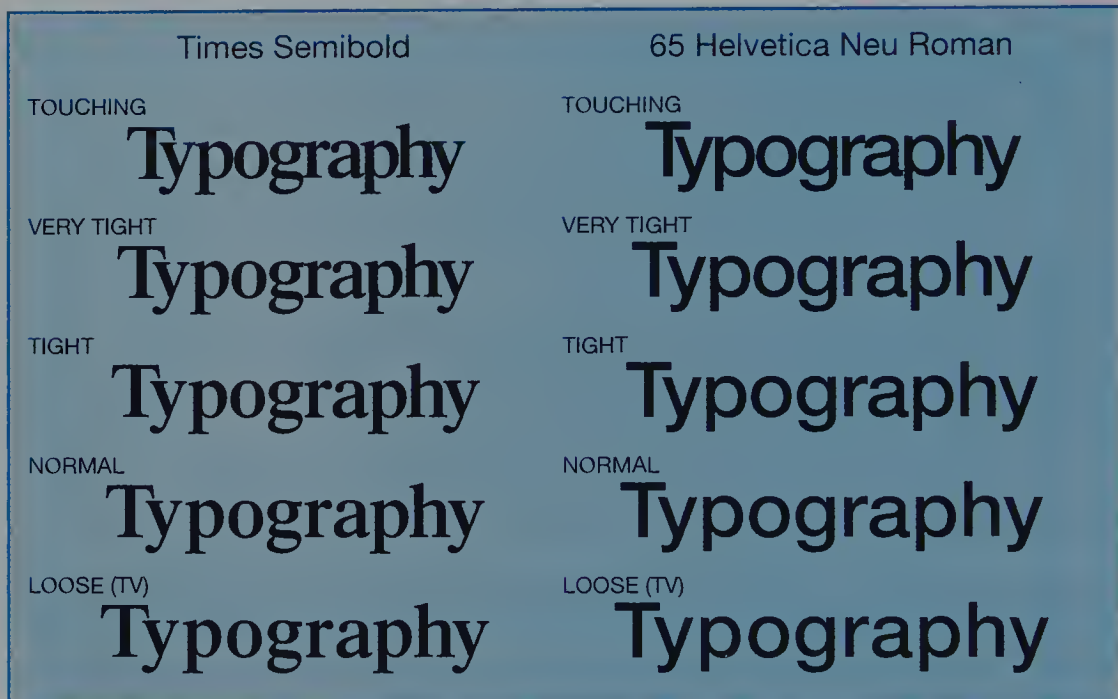 Times Semibold
65 Helvetica Neu Roman
TOUCHING
Typography
TOUCHING
Typography
VERY TIGHT
Typography
VERY TIGHT
Typography
TIGHT
Typography
TIGHT
Typography
NORMAL
Typography
NORMAL
Typography
LOOSE (TV)
Typography
LOOSE (TV)
Typography